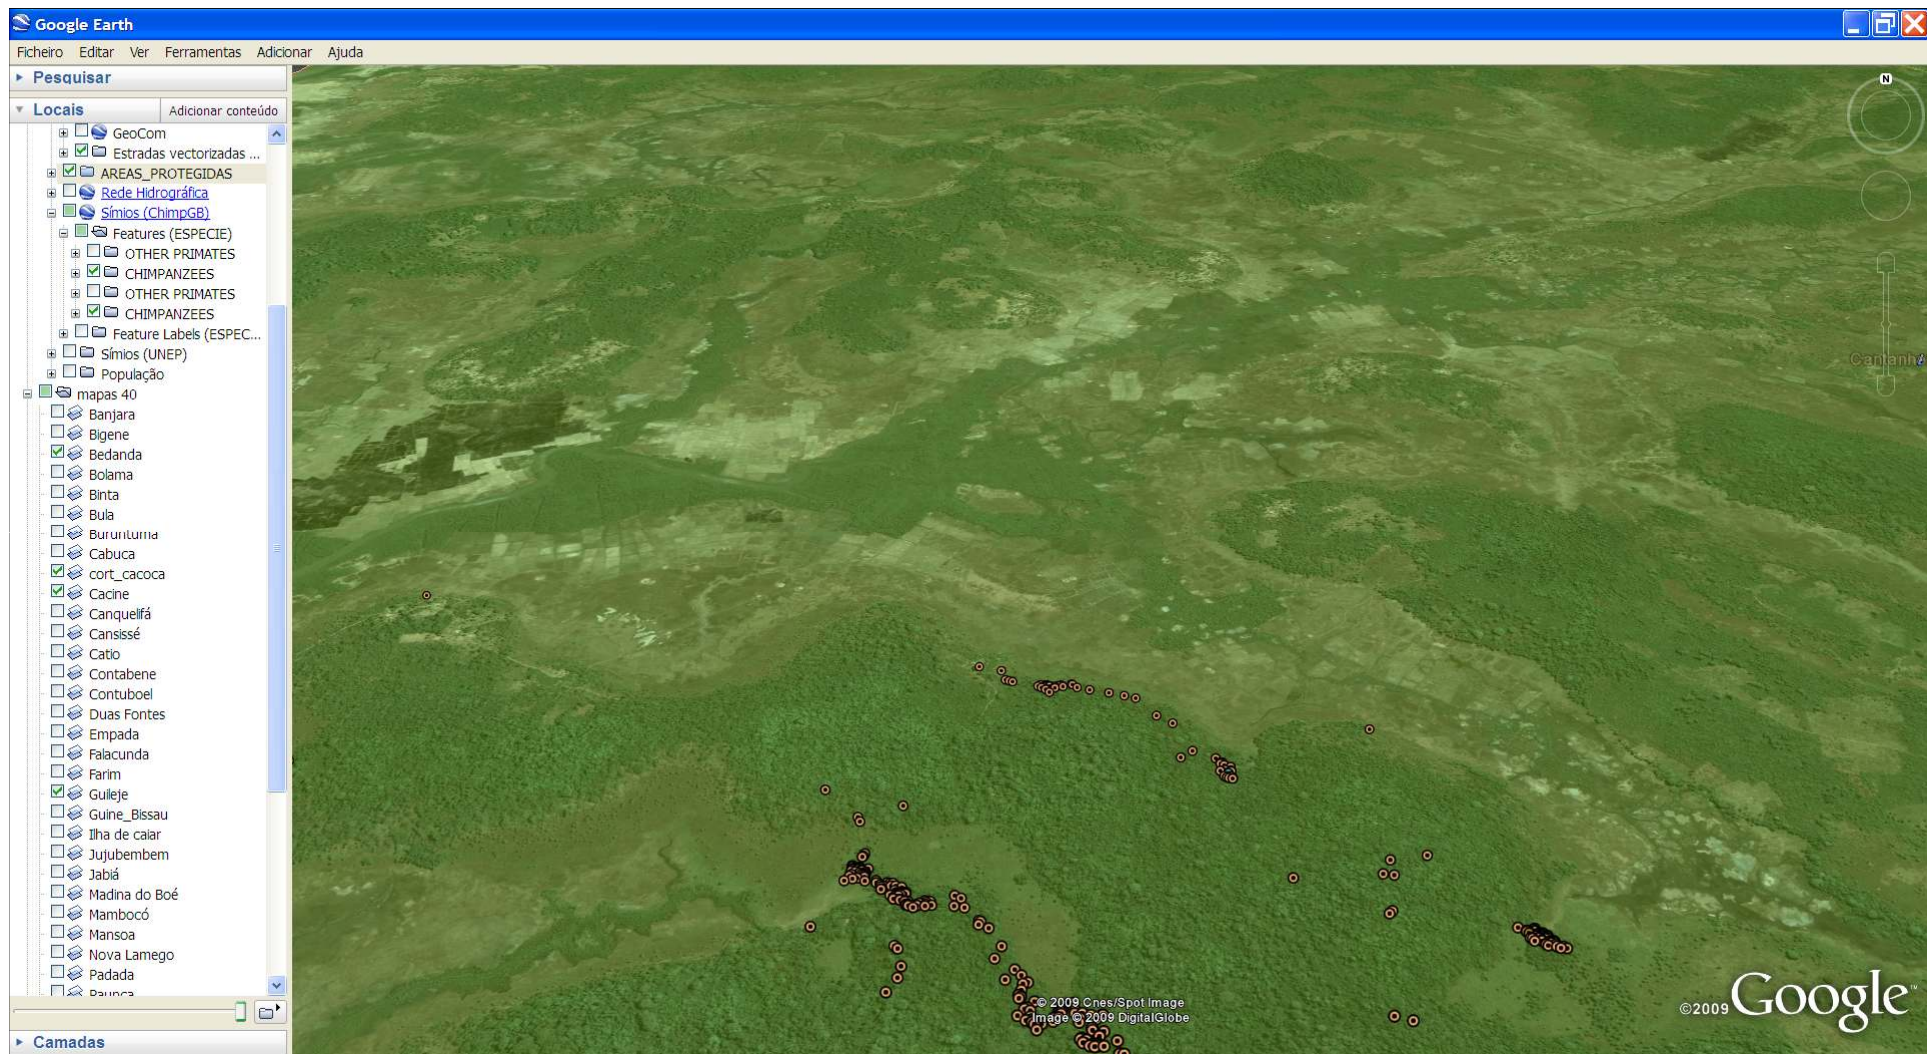 Google Earth
Ficheiro Editar Ver Ferramentas Adicionar Ajuda
Pesquisar
Locais Adicionar conteúdo
GeoCom
Estradas vectorizadas ...
AREAS_PROTEGIDAS
Rede Hidrográfica
Símios (ChimpGB)
Features (ESPECIE)
OTHER PRIMATES
CHIMPANZEES
OTHER PRIMATES
CHIMPANZEES
Feature Labels (ESPEC...
Símios (UNEP)
População
mapas 40
Banjara
Bigene
Bedanda
Bolama
Binta
Bula
Buruntuma
Cabuca
cort_cacoca
Cacine
Canquelifá
Cansissé
Catio
Contabene
Contuboel
Duas Fontes
Empada
Falacunda
Farim
Guileje
Guine_Bissau
Ilha de caiar
Jujubembem
Jabiá
Madina do Boé
Mambocó
Mansoa
Nova Lamego
Padada
Paunca
Camadas
N
Cantanh
© 2009 Cnes/Spot Image
Image © 2009 DigitalGlobe
©2009 Google™